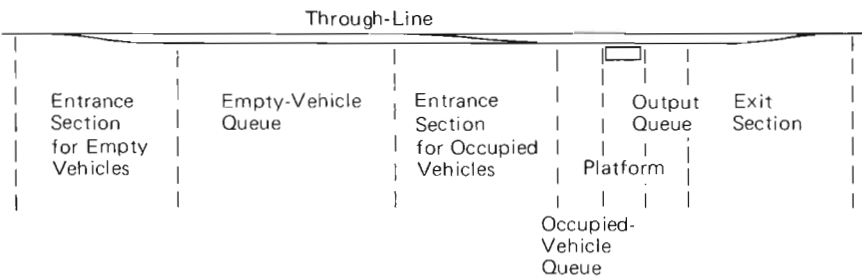 Through-Line
Entrance
Section
for Empty
Vehicles
Empty-Vehicle
Queue
Entrance
Section
for Occupied
Vehicles
Occupied-
Vehicle
Queue
Platform
Output
Queue
Exit
Section